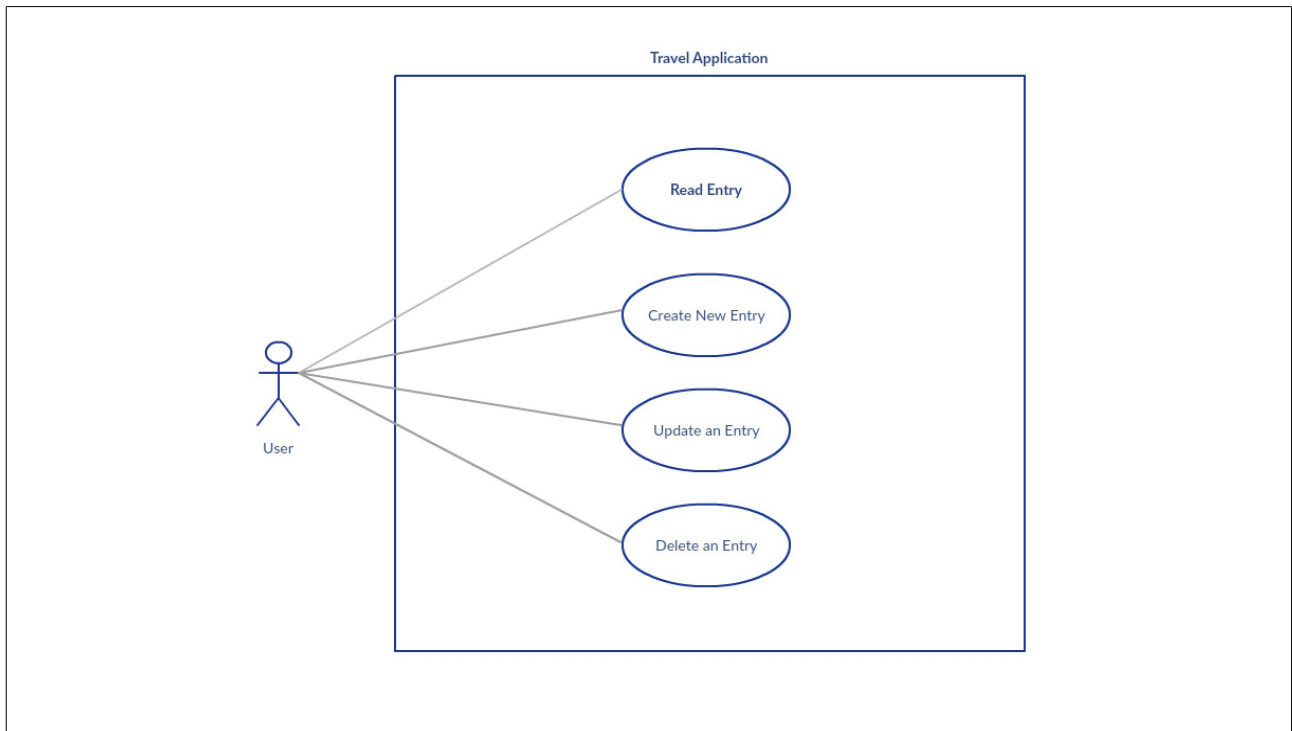 Travel Application
Read Entry
Create New Entry
Update an Entry
Delete an Entry
User